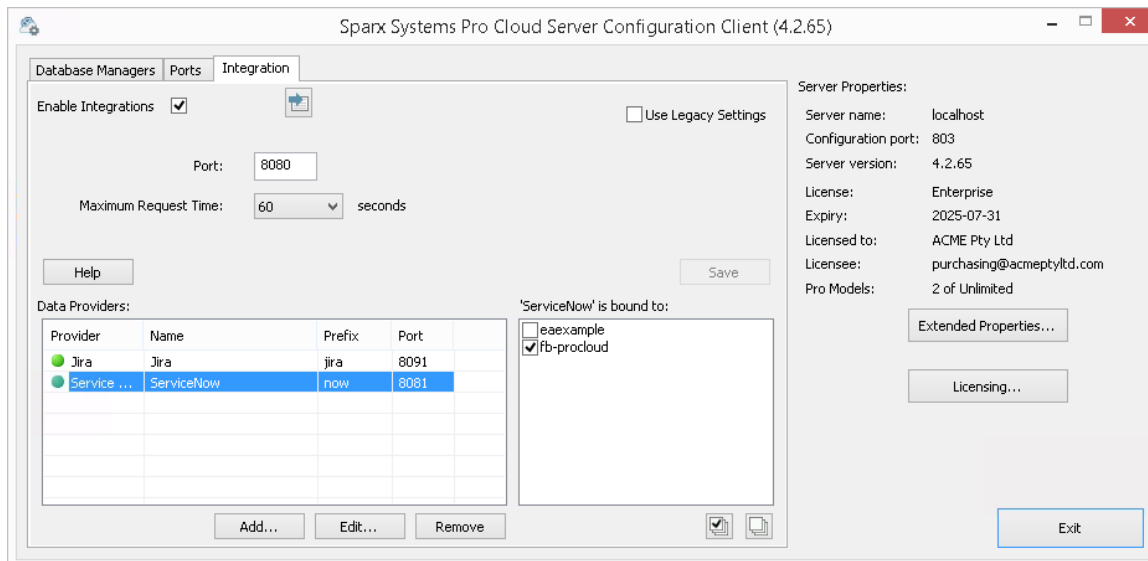 Sparx Systems Pro Cloud Server Configuration Client (4.2.65)
Database Managers Ports Integration
Enable Integrations
Use Legacy Settings
Port: 8080
Maximum Request Time: 60 seconds
Help Save
Data Providers:
Provider Name Prefix Port
Jira Jira jira 8091
Service ... ServiceNow now 8081
Add... Edit... Remove
'ServiceNow' is bound to:
eaexample
fb-procloud
Server Properties:
Server name: localhost
Configuration port: 803
Server version: 4.2.65
License: Enterprise
Expiry: 2025-07-31
Licensed to: ACME Pty Ltd
Licensee: purchasing@acmeptyltd.com
Pro Models: 2 of Unlimited
Extended Properties...
Licensing...
Exit